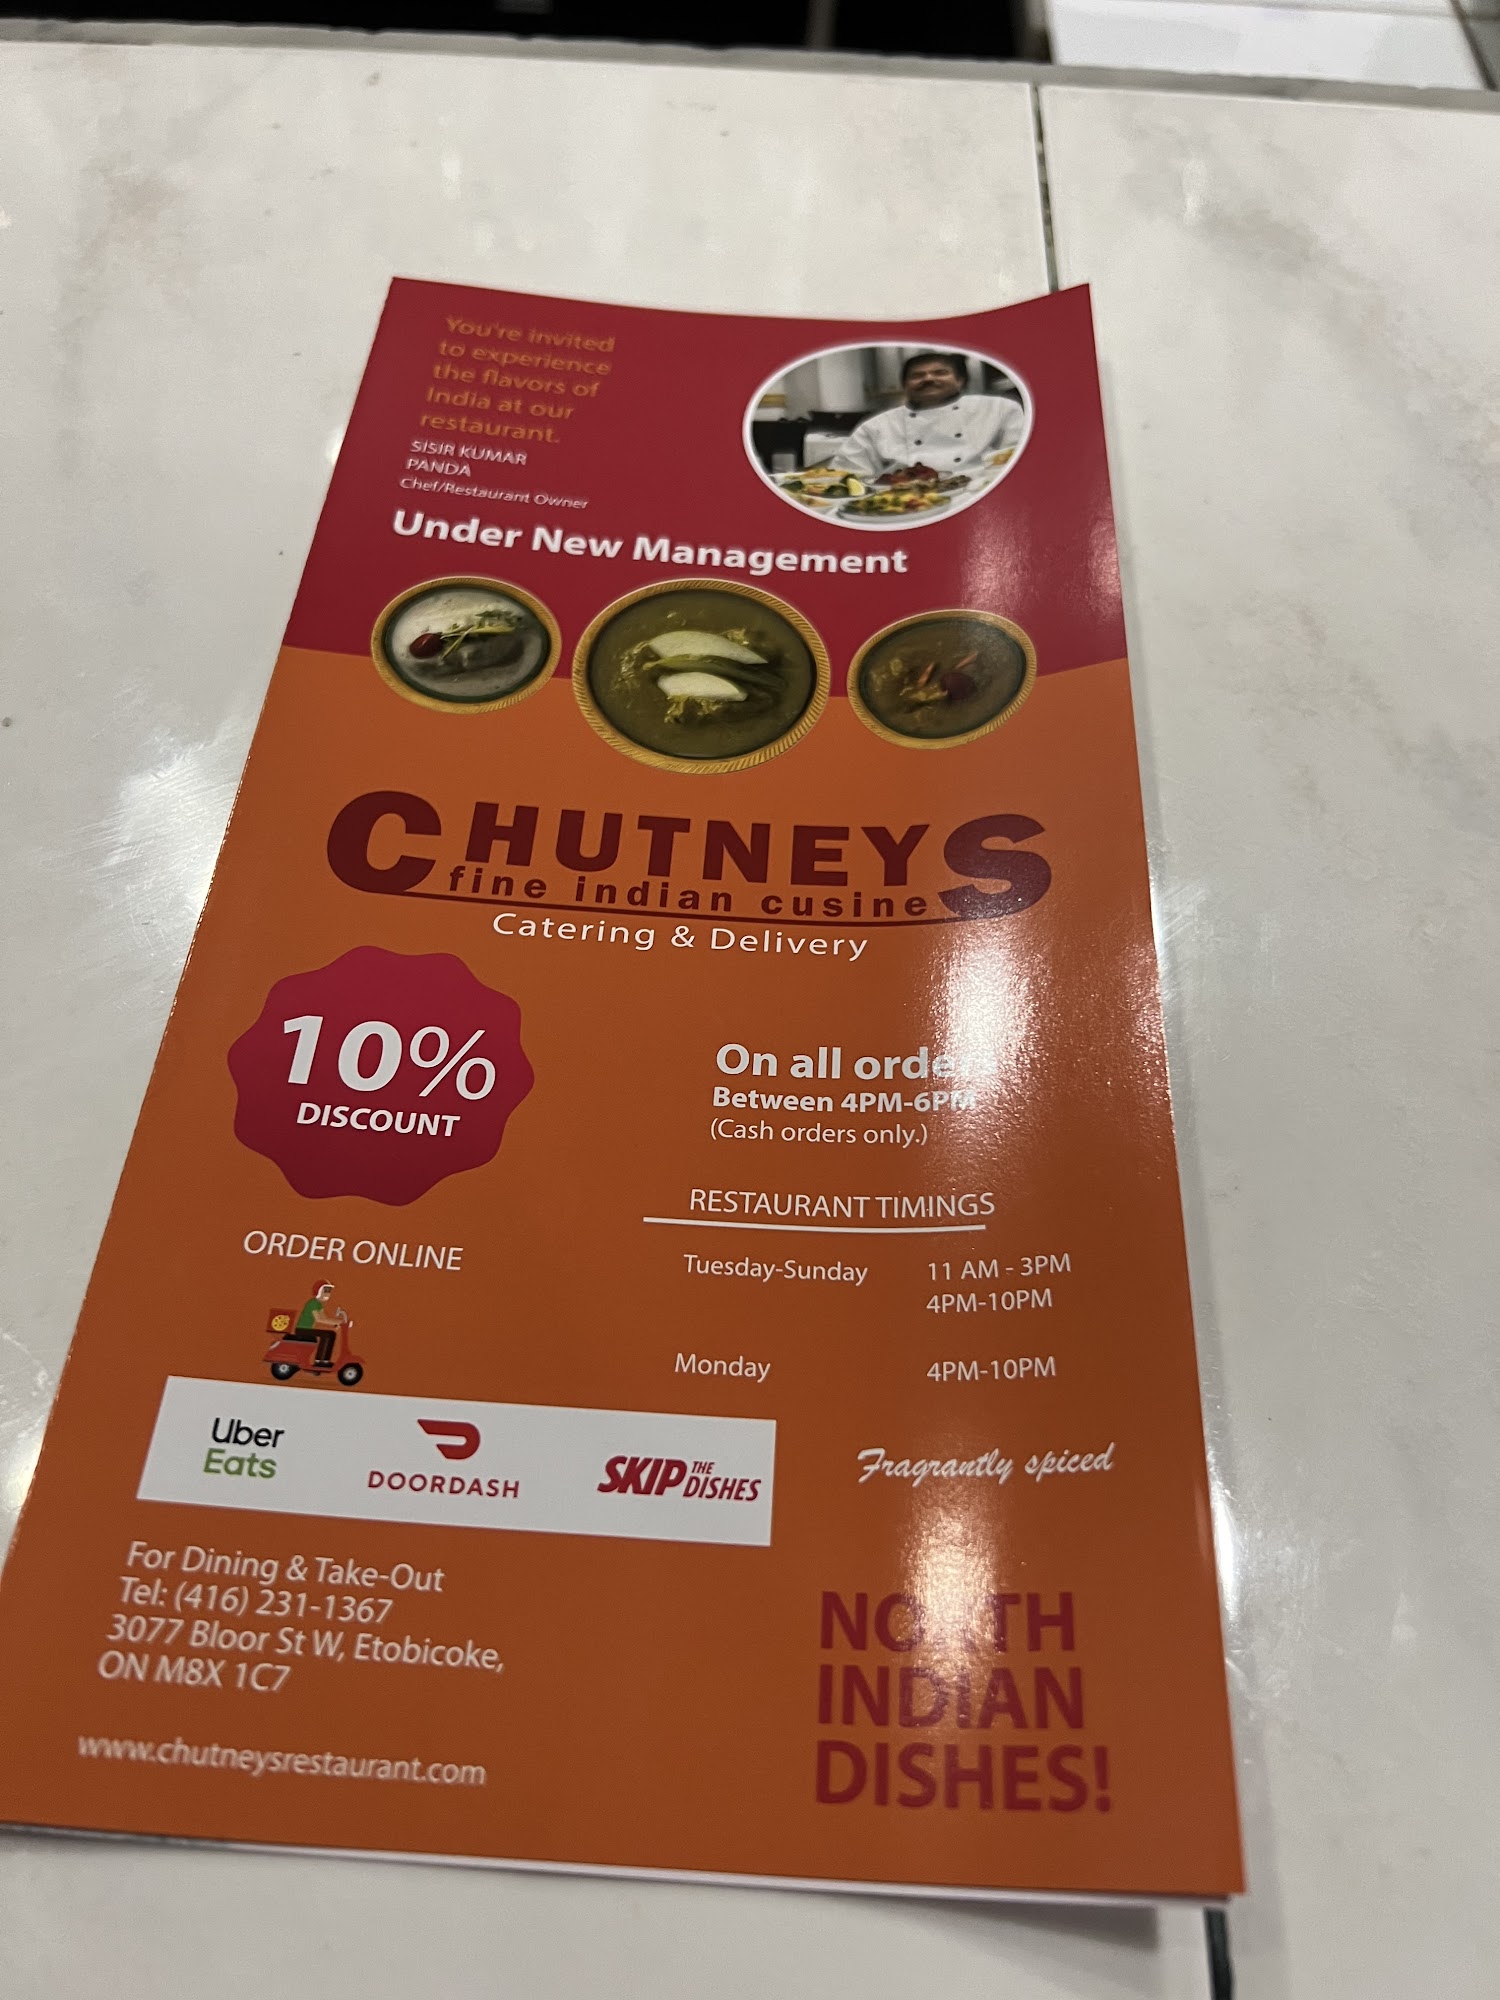 You're invited
to experience
the flavors of
India at our
restaurant.
SISIR KUMAR
PANDA
Chef/Restaurant Owner
Under New Management
CHUTNEYS
fine indian cusine
Catering & Delivery
10%
DISCOUNT
On all orders
Between 4PM-6PM
(Cash orders only.)
RESTAURANT TIMINGS
Tuesday-Sunday 11 AM - 3PM
4PM-10PM
Monday 4PM-10PM
ORDER ONLINE
Uber
Eats
DOORDASH
SKIP THE
DISHES
Fragrantly spiced
NORTH
INDIAN
DISHES!
For Dining & Take-Out
Tel: (416) 231-1367
3077 Bloor St W, Etobicoke,
ON M8X 1C7
www.chutneysrestaurant.com